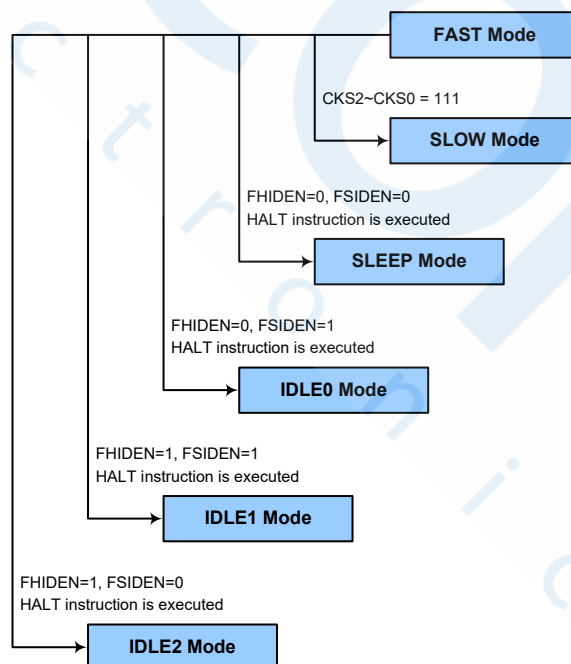 FAST Mode
CKS2~CKS0 = 111
SLOW Mode
FHIDEN=0, FSIDEN=0
HALT instruction is executed
SLEEP Mode
FHIDEN=0, FSIDEN=1
HALT instruction is executed
IDLE0 Mode
FHIDEN=1, FSIDEN=1
HALT instruction is executed
IDLE1 Mode
FHIDEN=1, FSIDEN=0
HALT instruction is executed
IDLE2 Mode
c t r o n i c